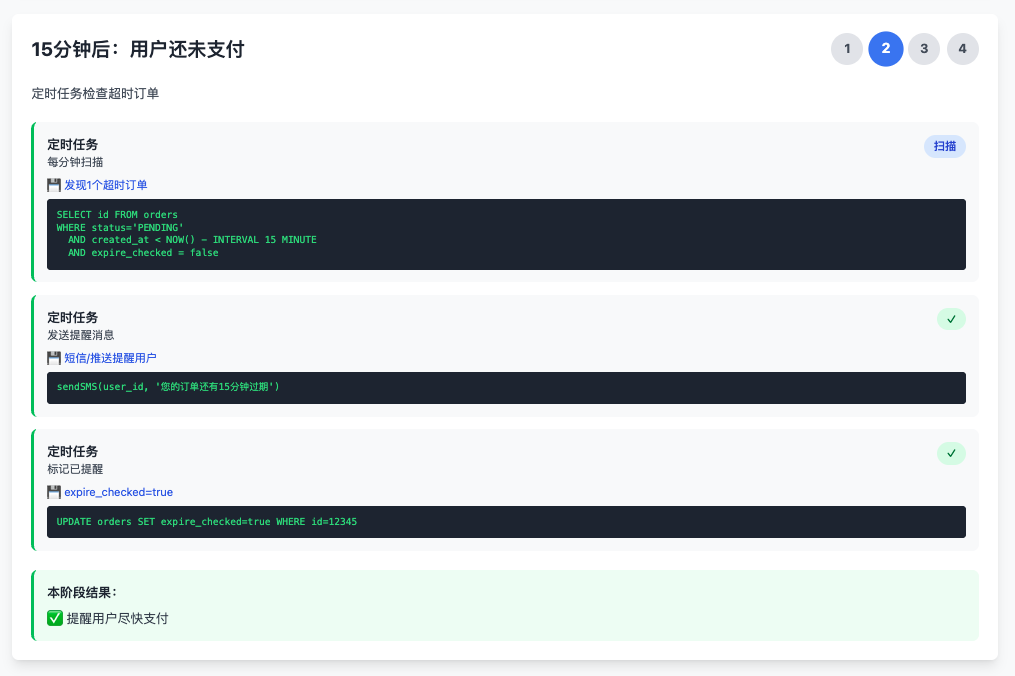 15分钟后：用户还未支付
1 2 3 4
定时任务检查超时订单
定时任务
扫描
每分钟扫描
💾 发现1个超时订单
SELECT id FROM orders
WHERE status='PENDING'
  AND created_at < NOW() - INTERVAL 15 MINUTE
  AND expire_checked = false
定时任务
✓
发送提醒消息
💾 短信/推送提醒用户
sendSMS(user_id, '您的订单还有15分钟过期')
定时任务
✓
标记已提醒
💾 expire_checked=true
UPDATE orders SET expire_checked=true WHERE id=12345
本阶段结果：
✅ 提醒用户尽快支付